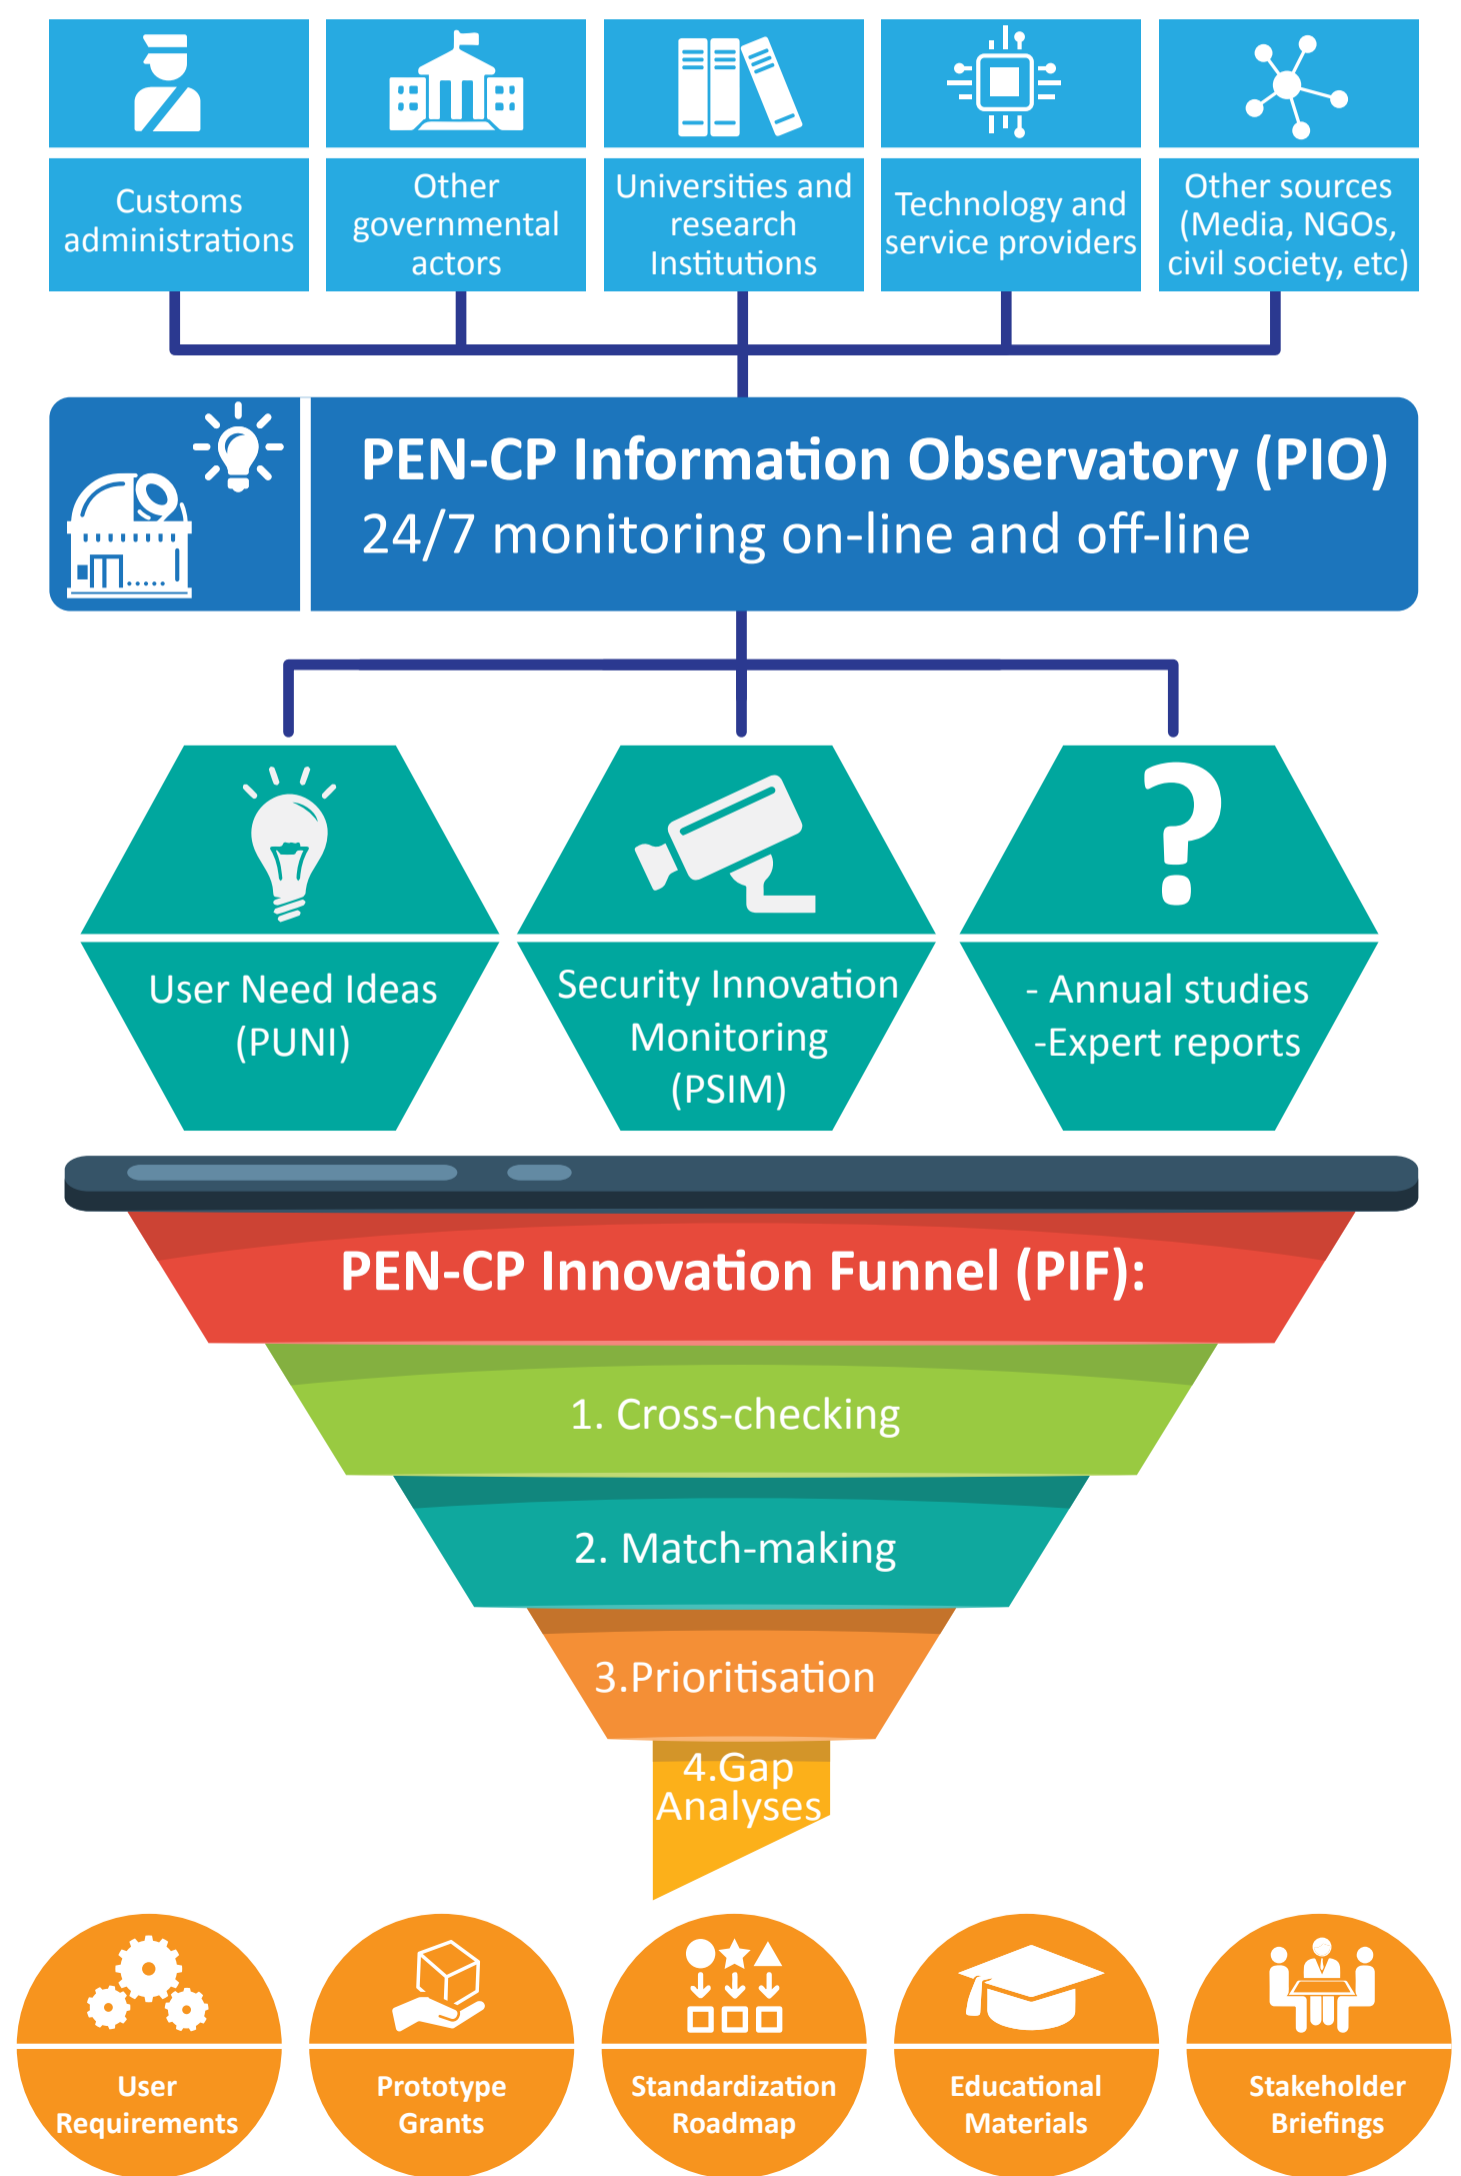 Customs
administrations
Other
governmental
actors
Universities and
research
Institutions
Technology and
service providers
Other sources
(Media, NGOs,
civil society, etc)
PEN-CP Information Observatory (PIO)
24/7 monitoring on-line and off-line
User Need Ideas
(PUNI)
Security Innovation
Monitoring
(PSIM)
- Annual studies
-Expert reports
PEN-CP Innovation Funnel (PIF):
1. Cross-checking
2. Match-making
3.Prioritisation
4.Gap
Analyses
User
Requirements
Prototype
Grants
Standardization
Roadmap
Educational
Materials
Stakeholder
Briefings